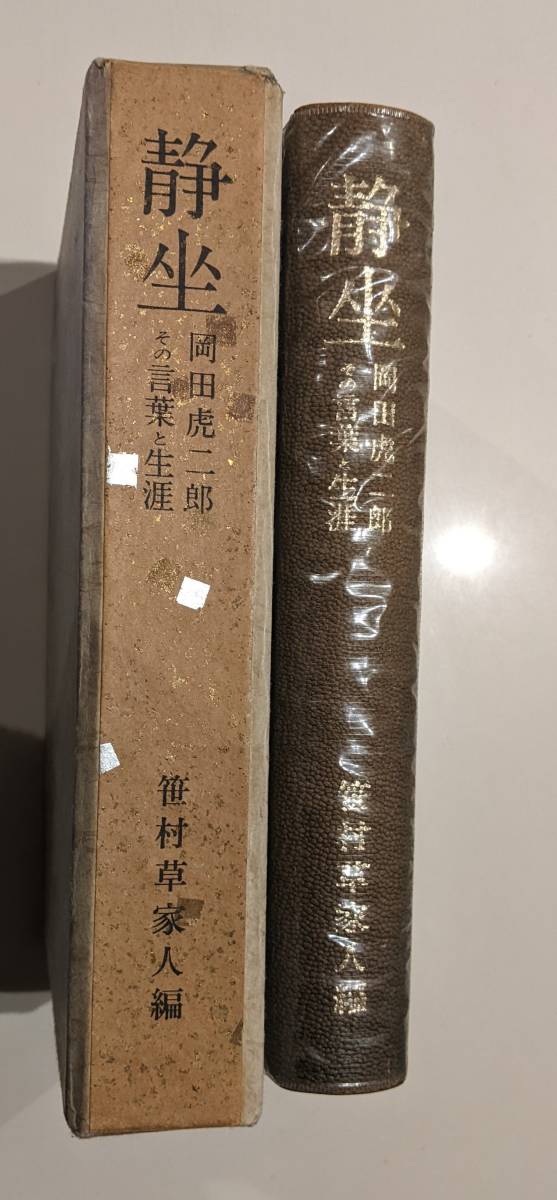 静坐
岡田虎二郎
その言葉と生涯
笹村草家人編
静坐
岡田虎二郎
その言葉と生涯
笹村草家人編